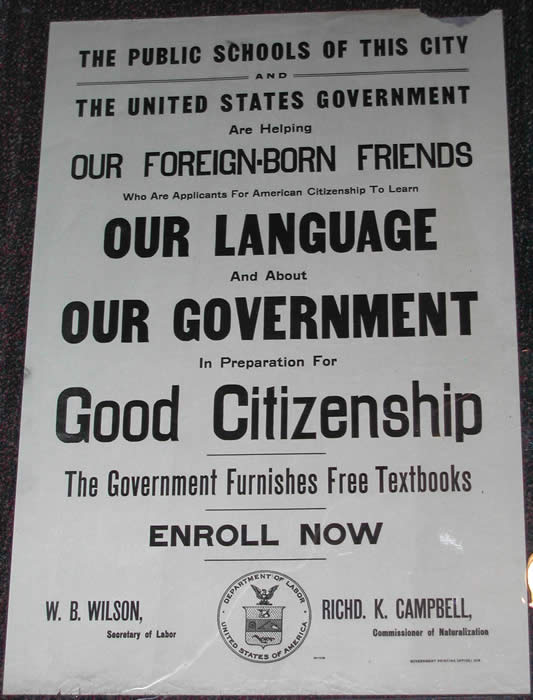 THE PUBLIC SCHOOLS OF THIS CITY
AND
THE UNITED STATES GOVERNMENT
Are Helping
OUR FOREIGN-BORN FRIENDS
Who Are Applicants For American Citizenship To Learn
OUR LANGUAGE
And About
OUR GOVERNMENT
In Preparation For
Good Citizenship
The Government Furnishes Free Textbooks
ENROLL NOW
W. B. WILSON,
Secretary of Labor
DEPARTMENT OF LABOR
UNITED STATES OF AMERICA
RICHD. K. CAMPBELL,
Commissioner of Naturalization
GOVERNMENT PRINTING OFFICE